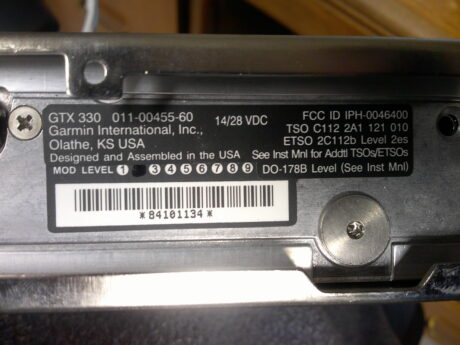 GTX 330 011-00455-60 14/28 VDC FCC ID IPH-0046400
Garmin International, Inc., TSO C112 2A1 121 010
Olathe, KS USA ETSO 2C112b Level 2es
Designed and Assembled in the USA See Inst Mnl for Addtl TSOs/ETSOs
MOD LEVEL 1 3 4 5 6 7 8 9 DO-178B Level (See Inst Mnl)
*84101134*